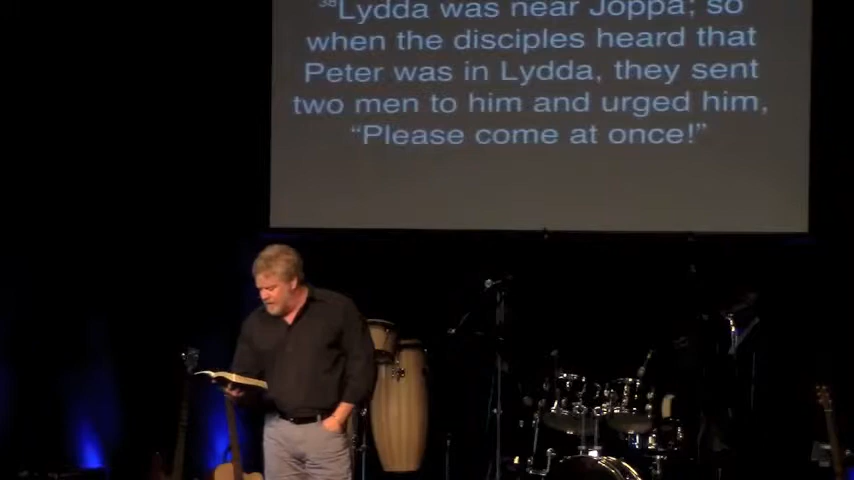 ³⁸Lydda was near Joppa; so
when the disciples heard that
Peter was in Lydda, they sent
two men to him and urged him,
“Please come at once!”